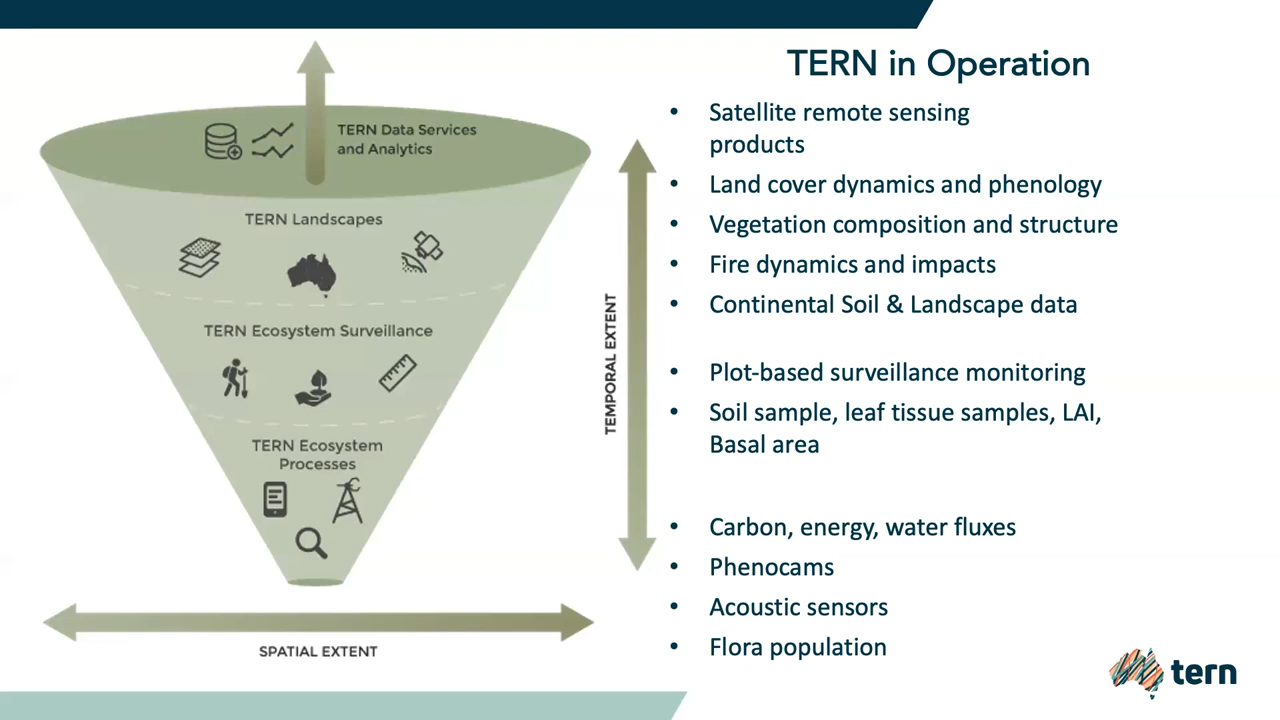 TERN in Operation
TERN Data Services
and Analytics
TERN Landscapes
TERN Ecosystem Surveillance
TERN Ecosystem
Processes
TEMPORAL EXTENT
SPATIAL EXTENT
• Satellite remote sensing
products
• Land cover dynamics and phenology
• Vegetation composition and structure
• Fire dynamics and impacts
• Continental Soil & Landscape data
• Plot-based surveillance monitoring
• Soil sample, leaf tissue samples, LAI,
Basal area
• Carbon, energy, water fluxes
• Phenocams
• Acoustic sensors
• Flora population
tern